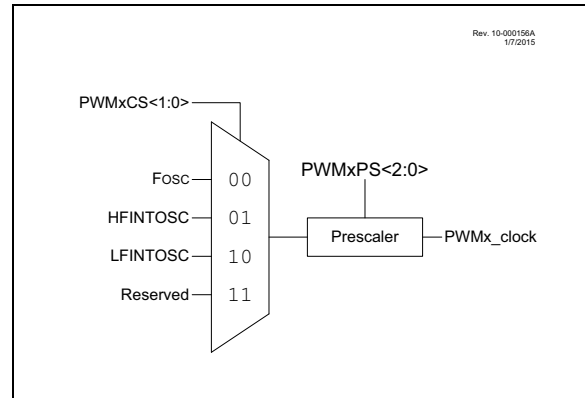 Rev. 10-000156A
1/7/2015
PWMxCS<1:0>
FOSC 00
PWMxPS<2:0>
HFINTOSC 01
Prescaler PWMx_clock
LFINTOSC 10
Reserved 11